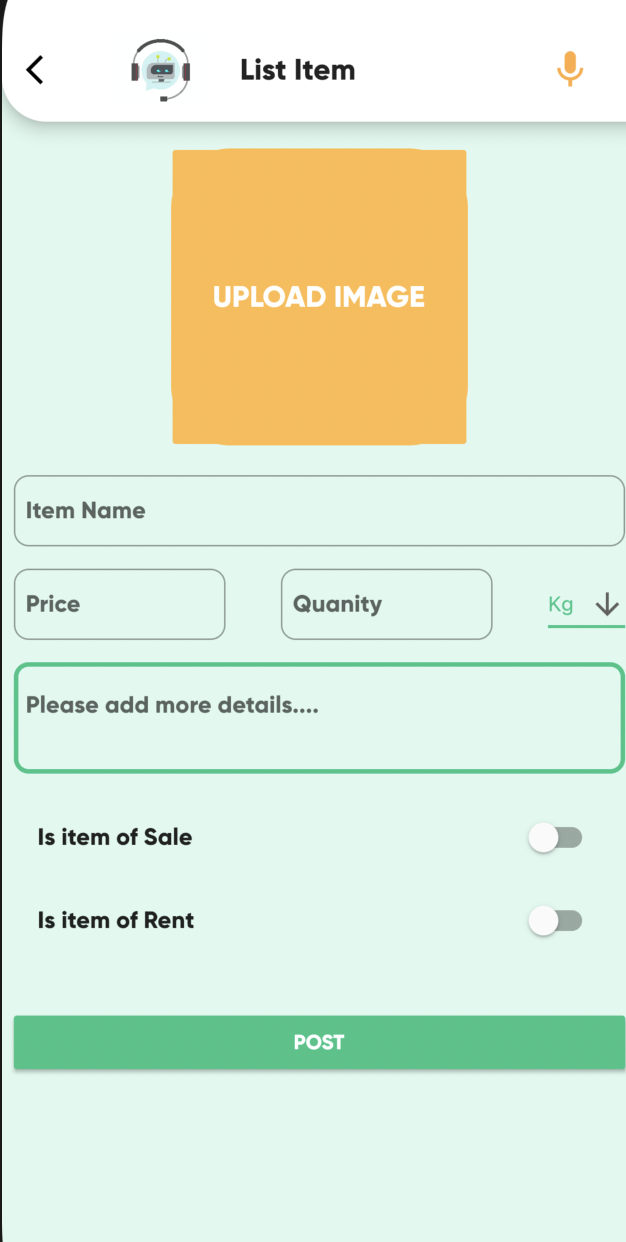 List Item
UPLOAD IMAGE
Item Name
Price Quanity Kg
Please add more details....
Is item of Sale
Is item of Rent
POST